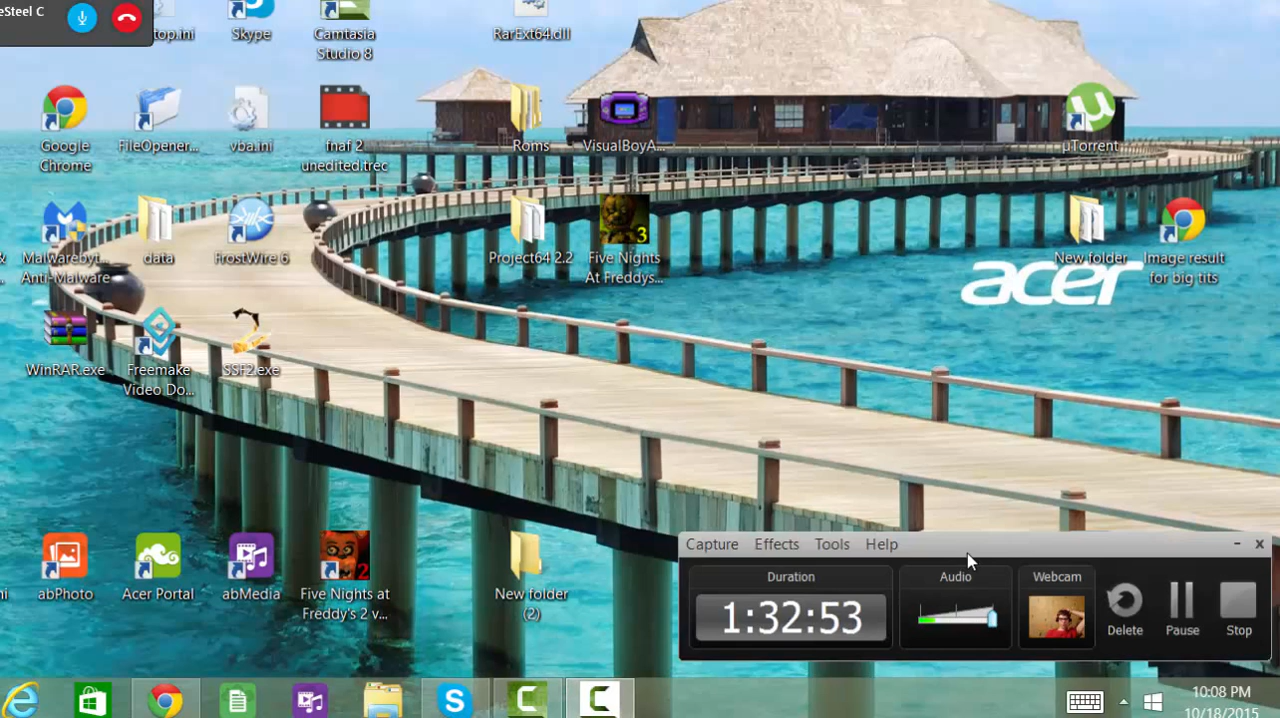 eSteel C
top.ini
Skype
Camtasia
Studio 8
RarExt64.dll
Google
Chrome
FileOpener...
vba.ini
fnaf 2
unedited.trec
Roms
VisualBoyA...
µ
µTorrent
Malwarebyt...
Anti-Malware
data
FrostWire 6
Project64 2.2
3
Five Nights
At Freddys...
New folder
Image result
for big tits
acer
WinRAR.exe
Freemake
Video Do...
SSF2.exe
ni
abPhoto
Acer Portal
abMedia
2
Five Nights at
Freddy's 2 v...
New folder
(2)
Capture Effects Tools Help
Duration
Audio
Webcam
1:32:53
Delete
Pause
Stop
10:08 PM
10/18/2015